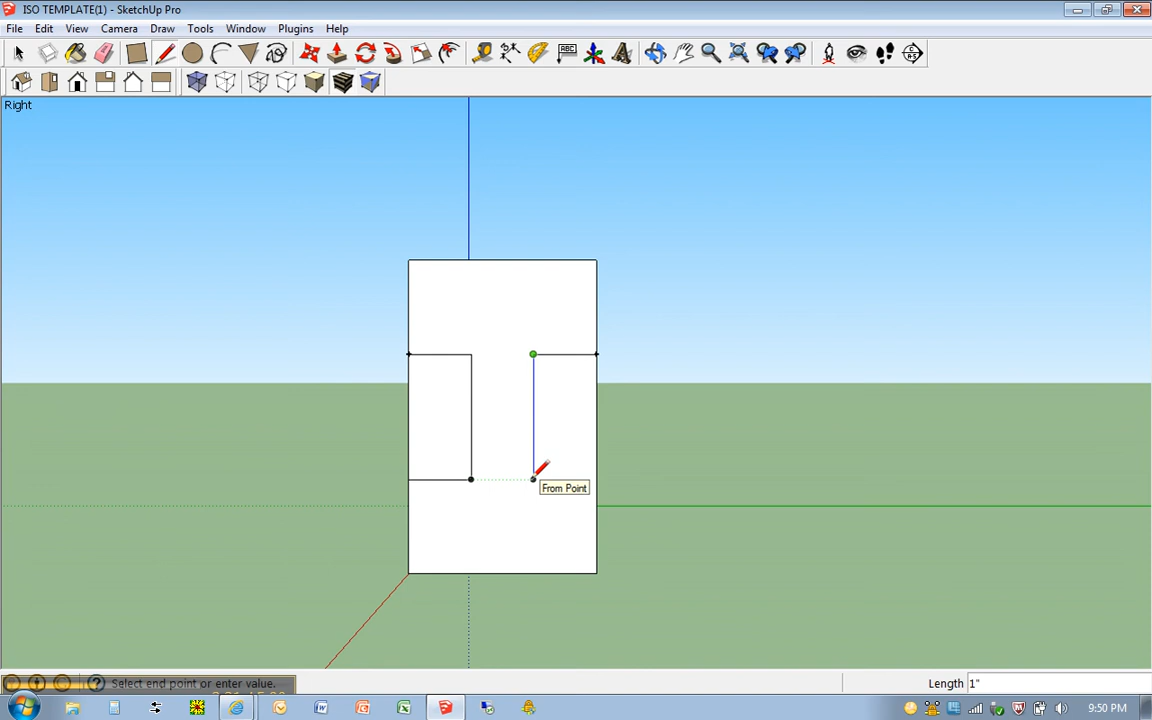 ISO TEMPLATE(1) - SketchUp Pro
File Edit View Camera Draw Tools Window Plugins Help
ABC
Right
From Point
Select end point or enter value.
Length 1"
9:50 PM